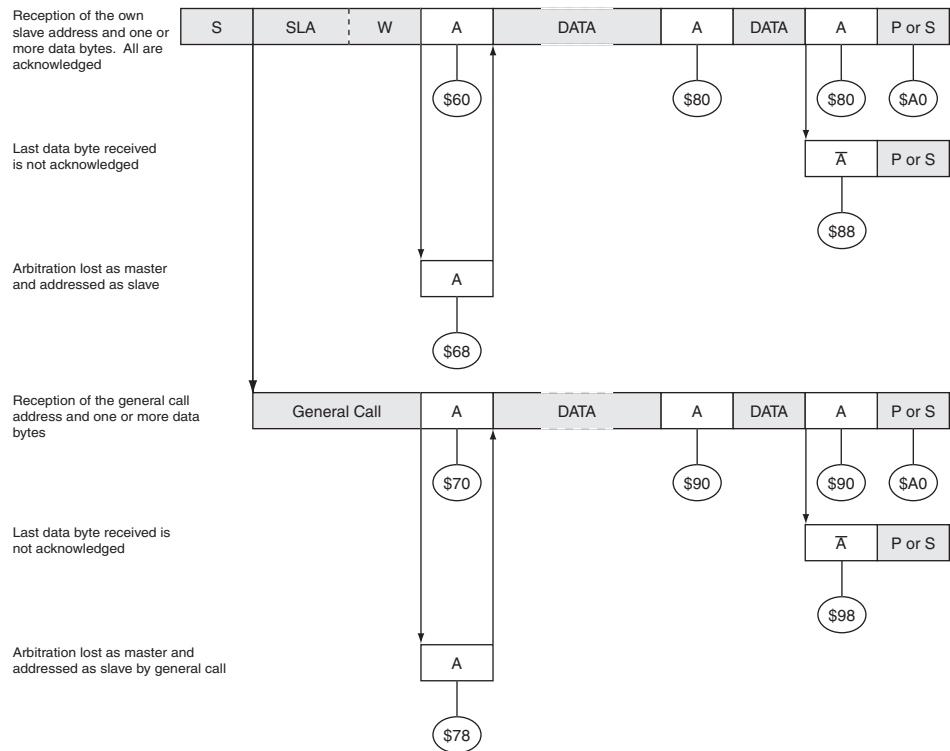 Reception of the own
slave address and one or
more data bytes. All are
acknowledged
S SLA W A DATA A DATA A P or S
$60 $80 $80 $A0
Last data byte received
is not acknowledged
A̅ P or S
$88
Arbitration lost as master
and addressed as slave
A
$68
Reception of the general call
address and one or more data
bytes
General Call A DATA A DATA A P or S
$70 $90 $90 $A0
Last data byte received is
not acknowledged
A̅ P or S
$98
Arbitration lost as master and
addressed as slave by general call
A
$78